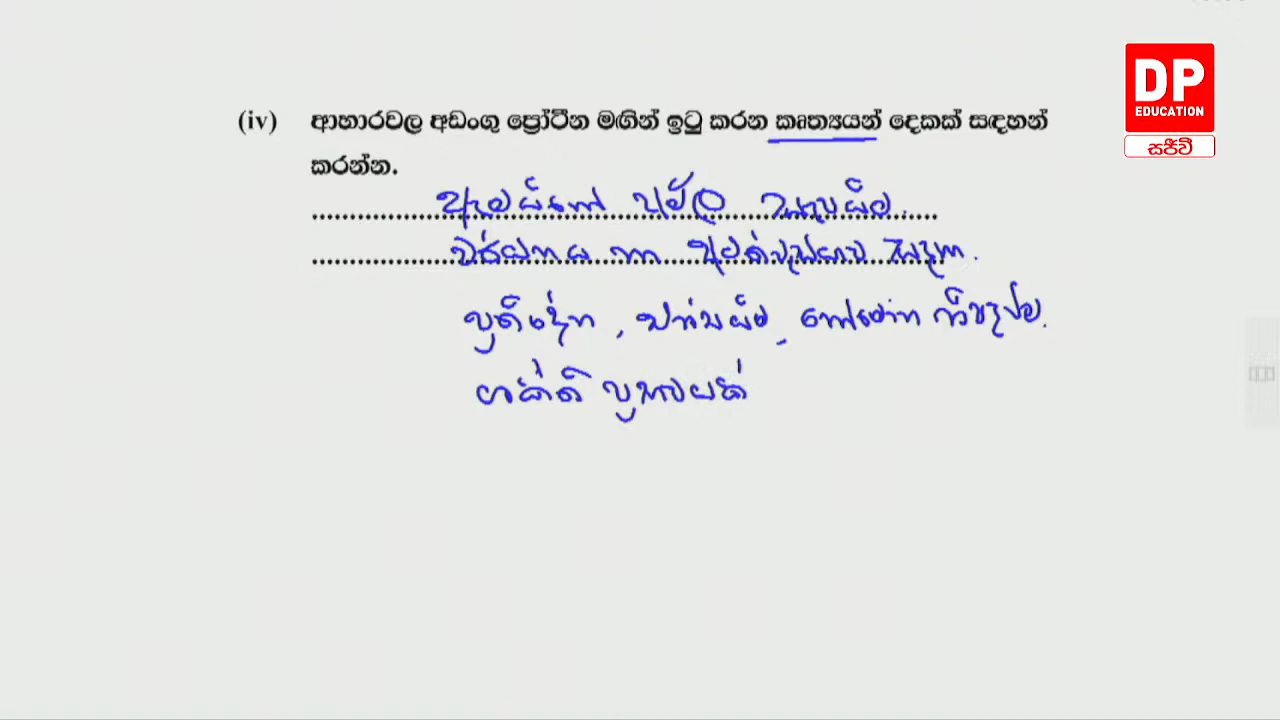 DP
EDUCATION
සජීවී
(iv) ආහාරවල අඩංගු ප්‍රෝටීන මඟින් ඉටු කරන කෘත්‍යයන් දෙකක් සඳහන්
කරන්න.
ඇමයිනෝ අම්ල සැපයීම.
වර්ධනය හා අලුත්වැඩියාව සඳහා.
ප්‍රතිදේහ, එන්සයිම, හෝමෝන නිපදවීම.
ශක්ති ප්‍රභවයක්